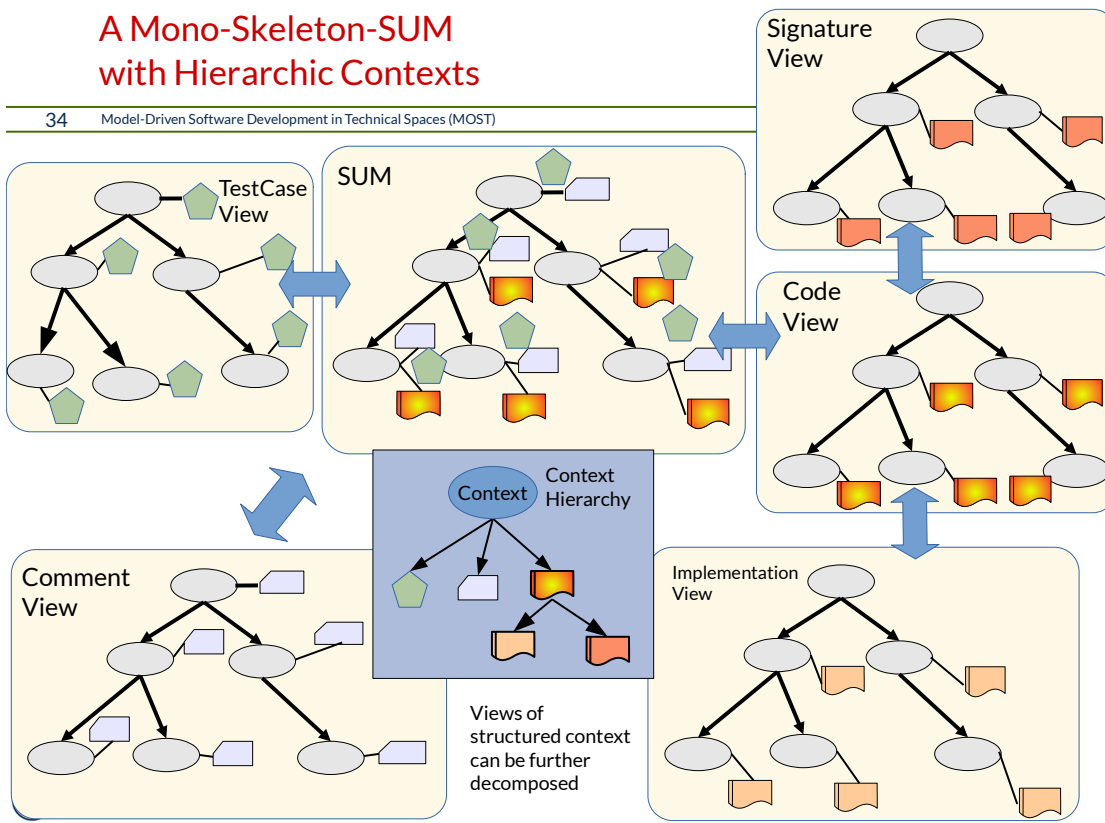 A Mono-Skeleton-SUM
with Hierarchic Contexts
34
Model-Driven Software Development in Technical Spaces (MOST)
Signature
View
TestCase
View
SUM
Code
View
Context
Context
Hierarchy
Comment
View
Implementation
View
Views of
structured context
can be further
decomposed